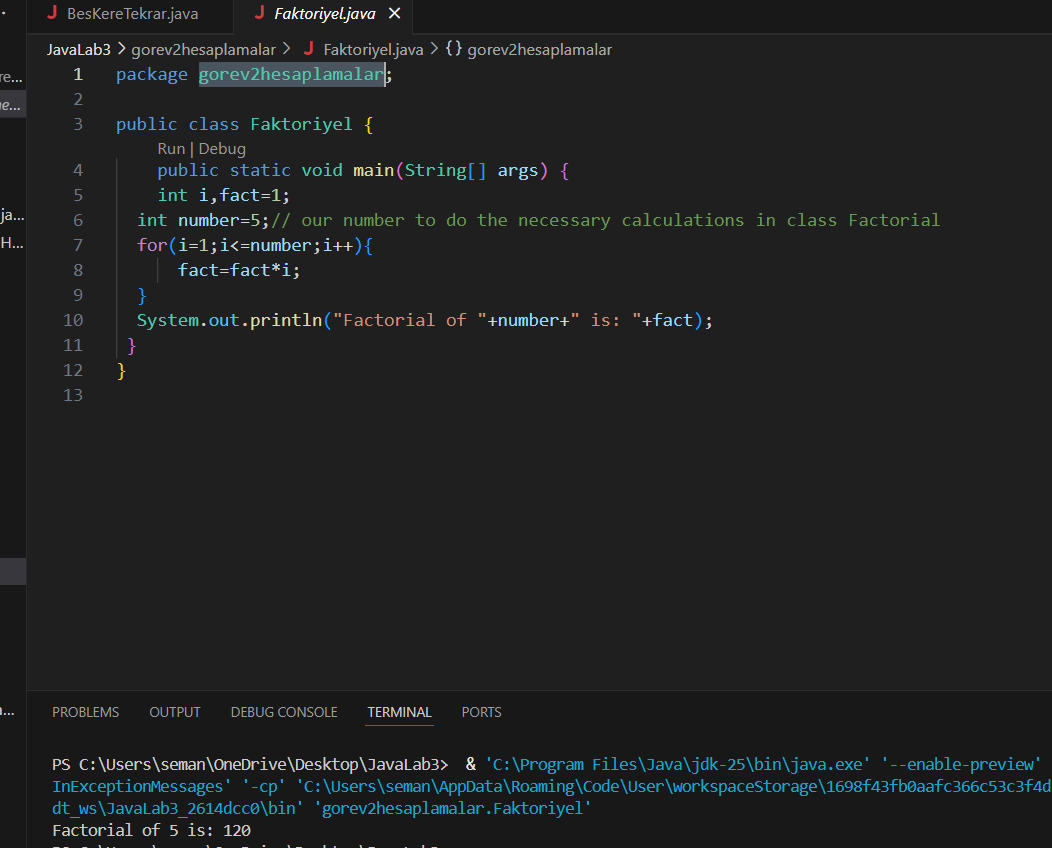 BesKereTekrar.java Faktoriyel.java
JavaLab3 > gorev2hesaplamalar > Faktoriyel.java > {} gorev2hesaplamalar
re...
ne...
ja...
H...
1 package gorev2hesaplamalar;
2
3 public class Faktoriyel {
Run | Debug
4 public static void main(String[] args) {
5 int i,fact=1;
6 int number=5;// our number to do the necessary calculations in class Factorial
7 for(i=1;i<=number;i++){
8 fact=fact*i;
9 }
10 System.out.println("Factorial of "+number+" is: "+fact);
11 }
12 }
13
PROBLEMS OUTPUT DEBUG CONSOLE TERMINAL PORTS
PS C:\Users\seman\OneDrive\Desktop\JavaLab3> & 'C:\Program Files\Java\jdk-25\bin\java.exe' '--enable-preview'
InExceptionMessages' '-cp' 'C:\Users\seman\AppData\Roaming\Code\User\workspaceStorage\1698f43fb0aafc366c53c3f4d
dt_ws\JavaLab3_2614dcc0\bin' 'gorev2hesaplamalar.Faktoriyel'
Factorial of 5 is: 120